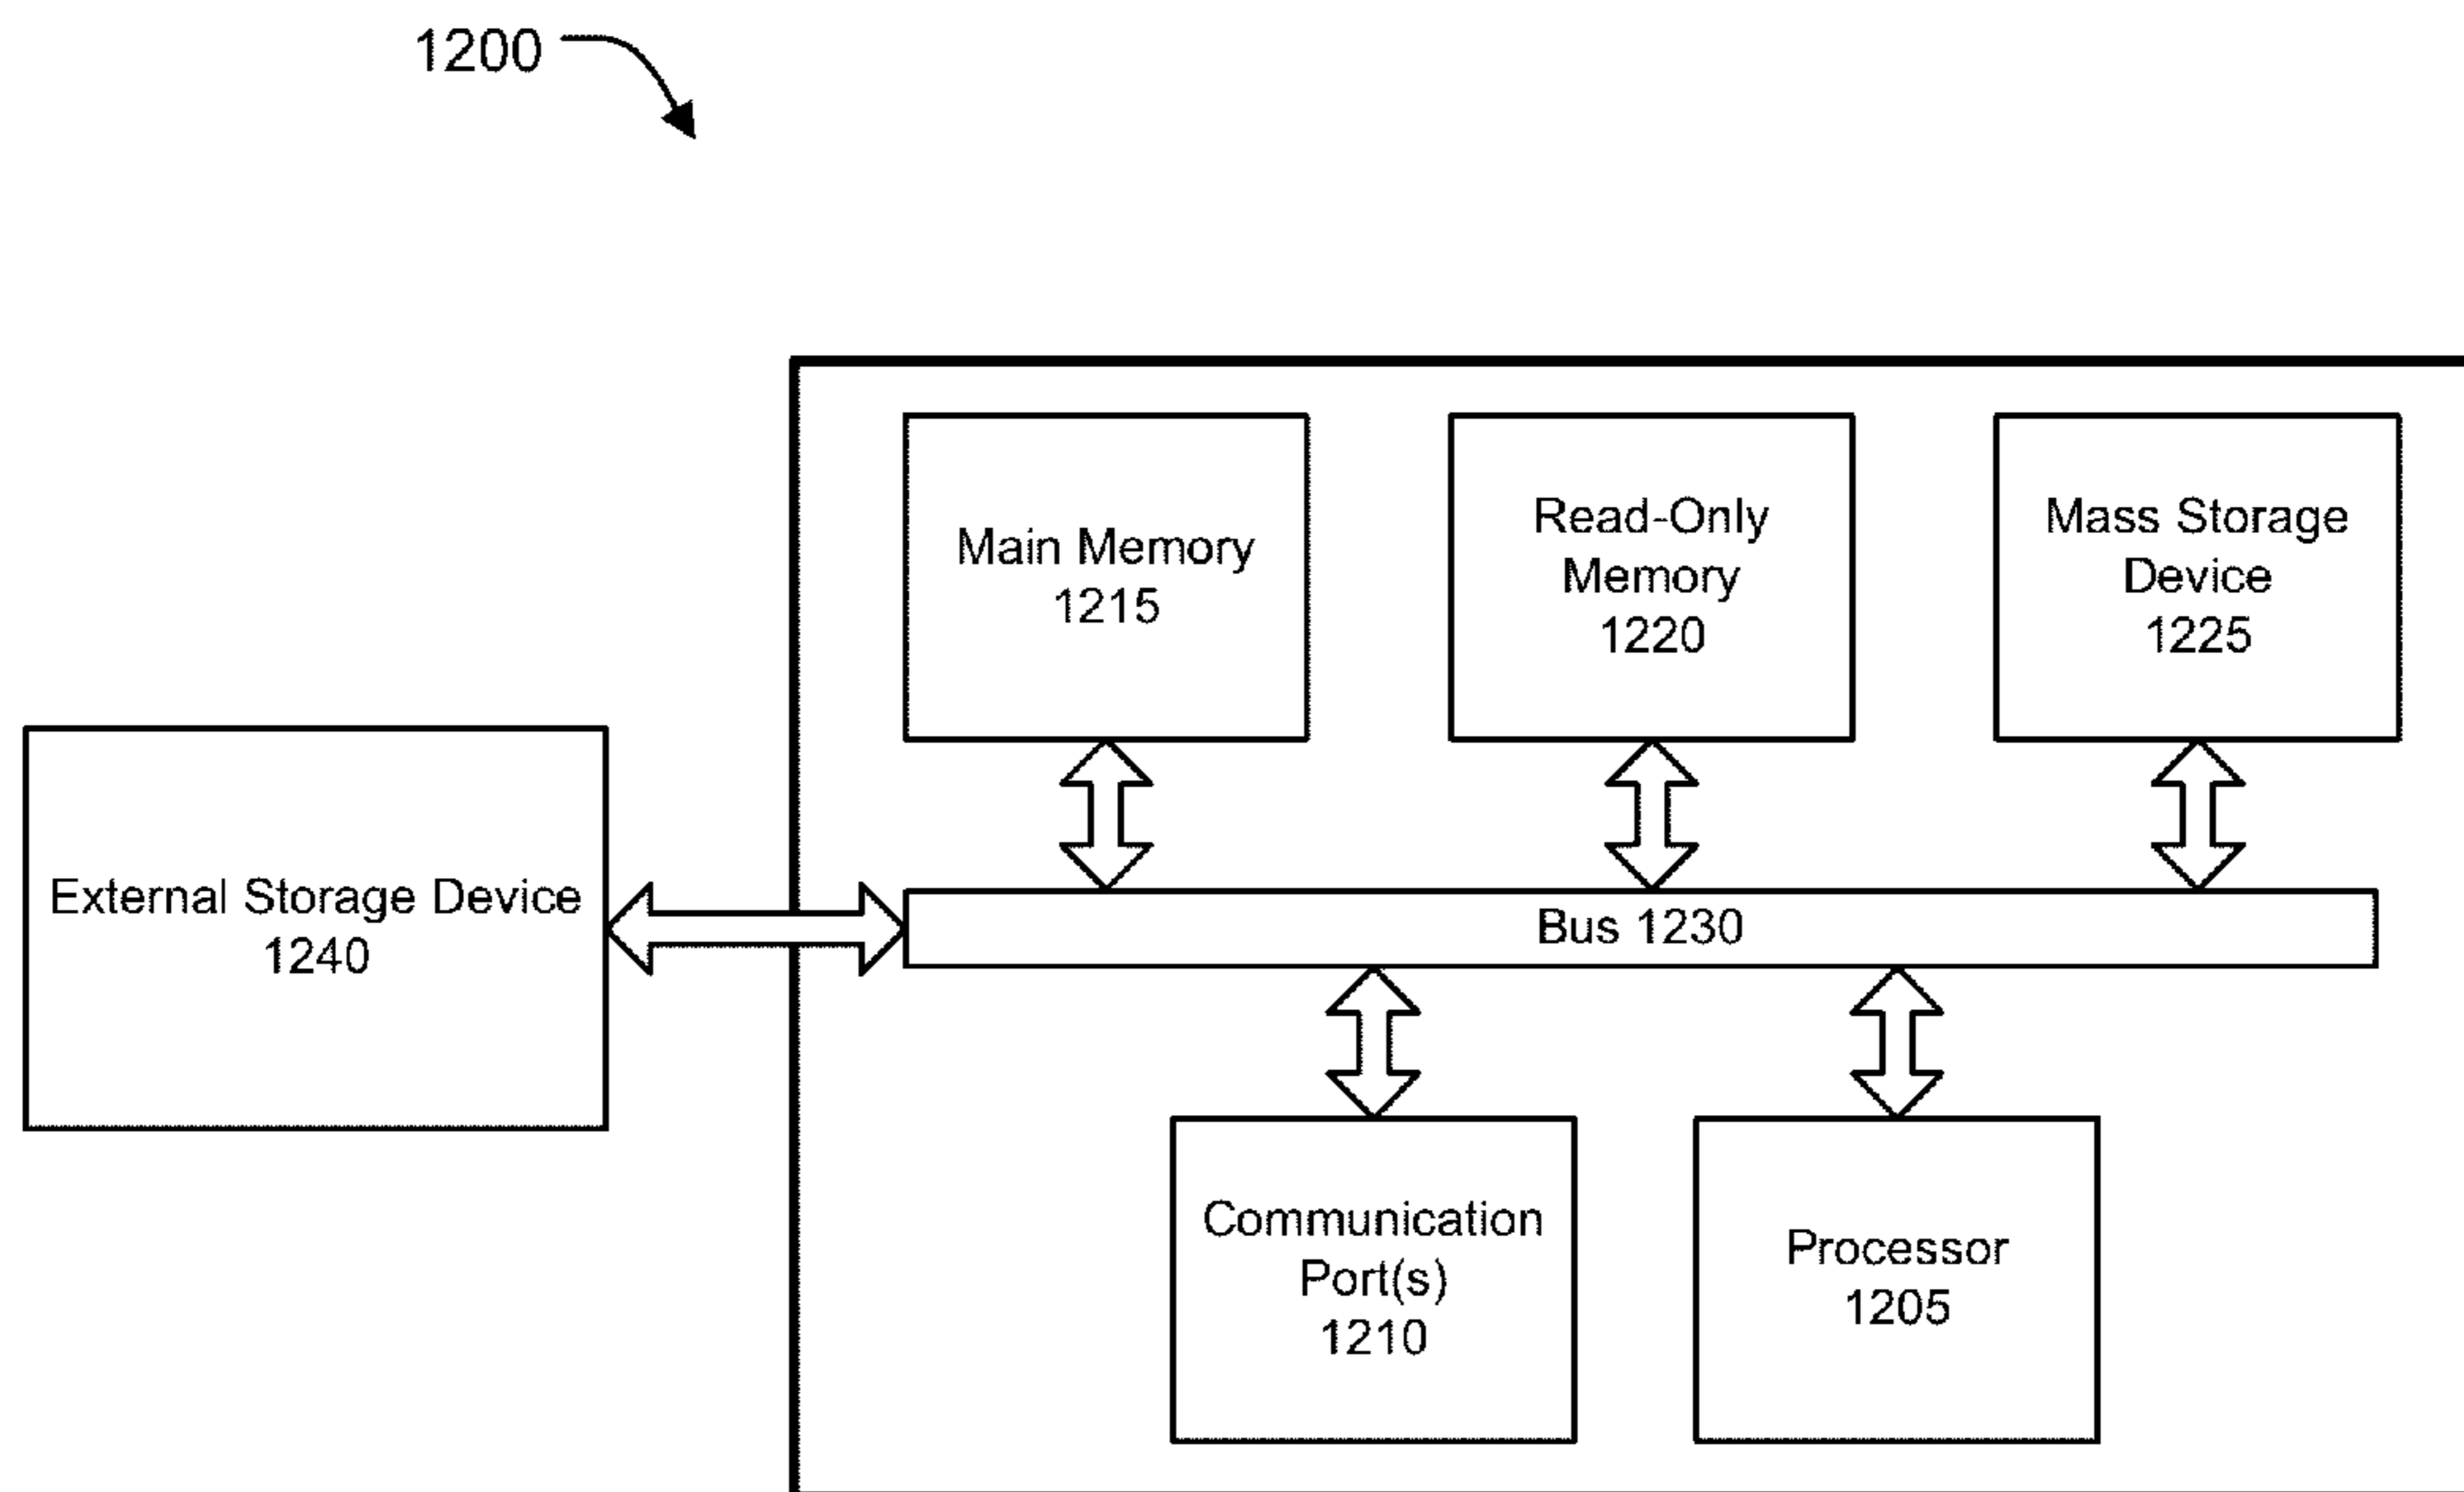 1200
Main Memory
1215
Read-Only
Memory
1220
Mass Storage
Device
1225
External Storage Device
1240
Bus 1230
Communication
Port(s)
1210
Processor
1205